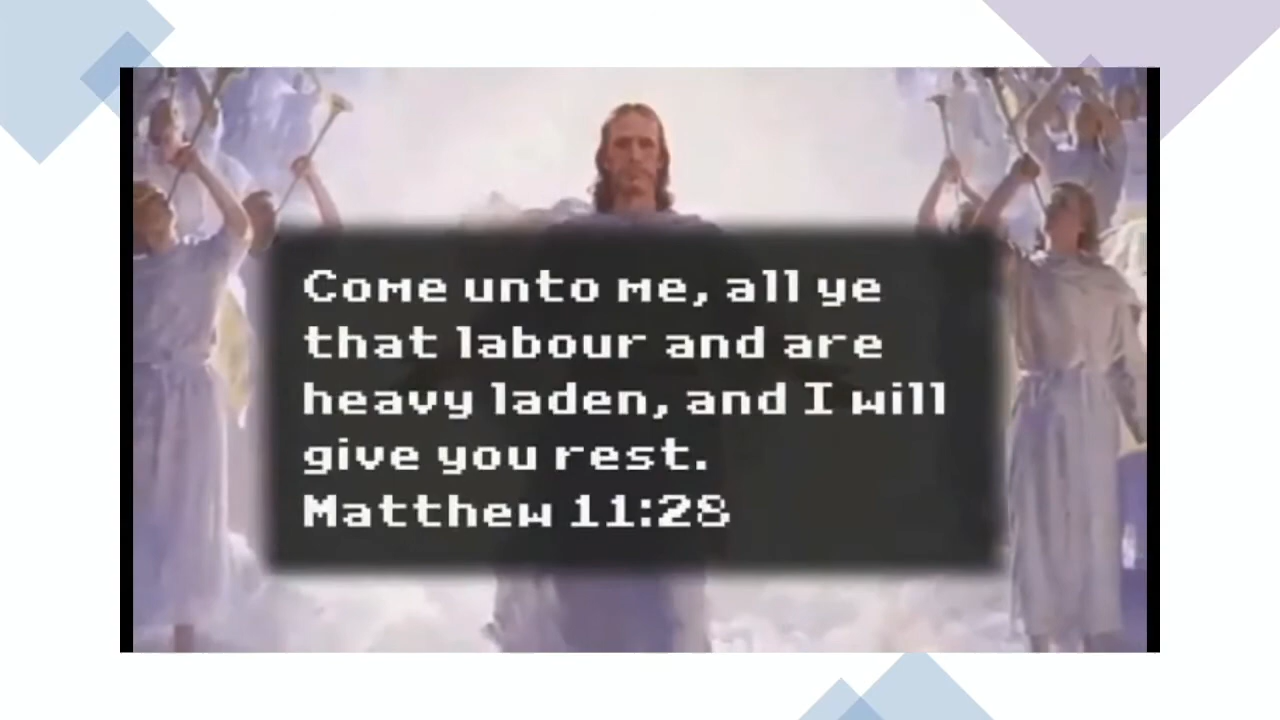 Come unto me, all ye
that labour and are
heavy laden, and I will
give you rest.
Matthew 11:28